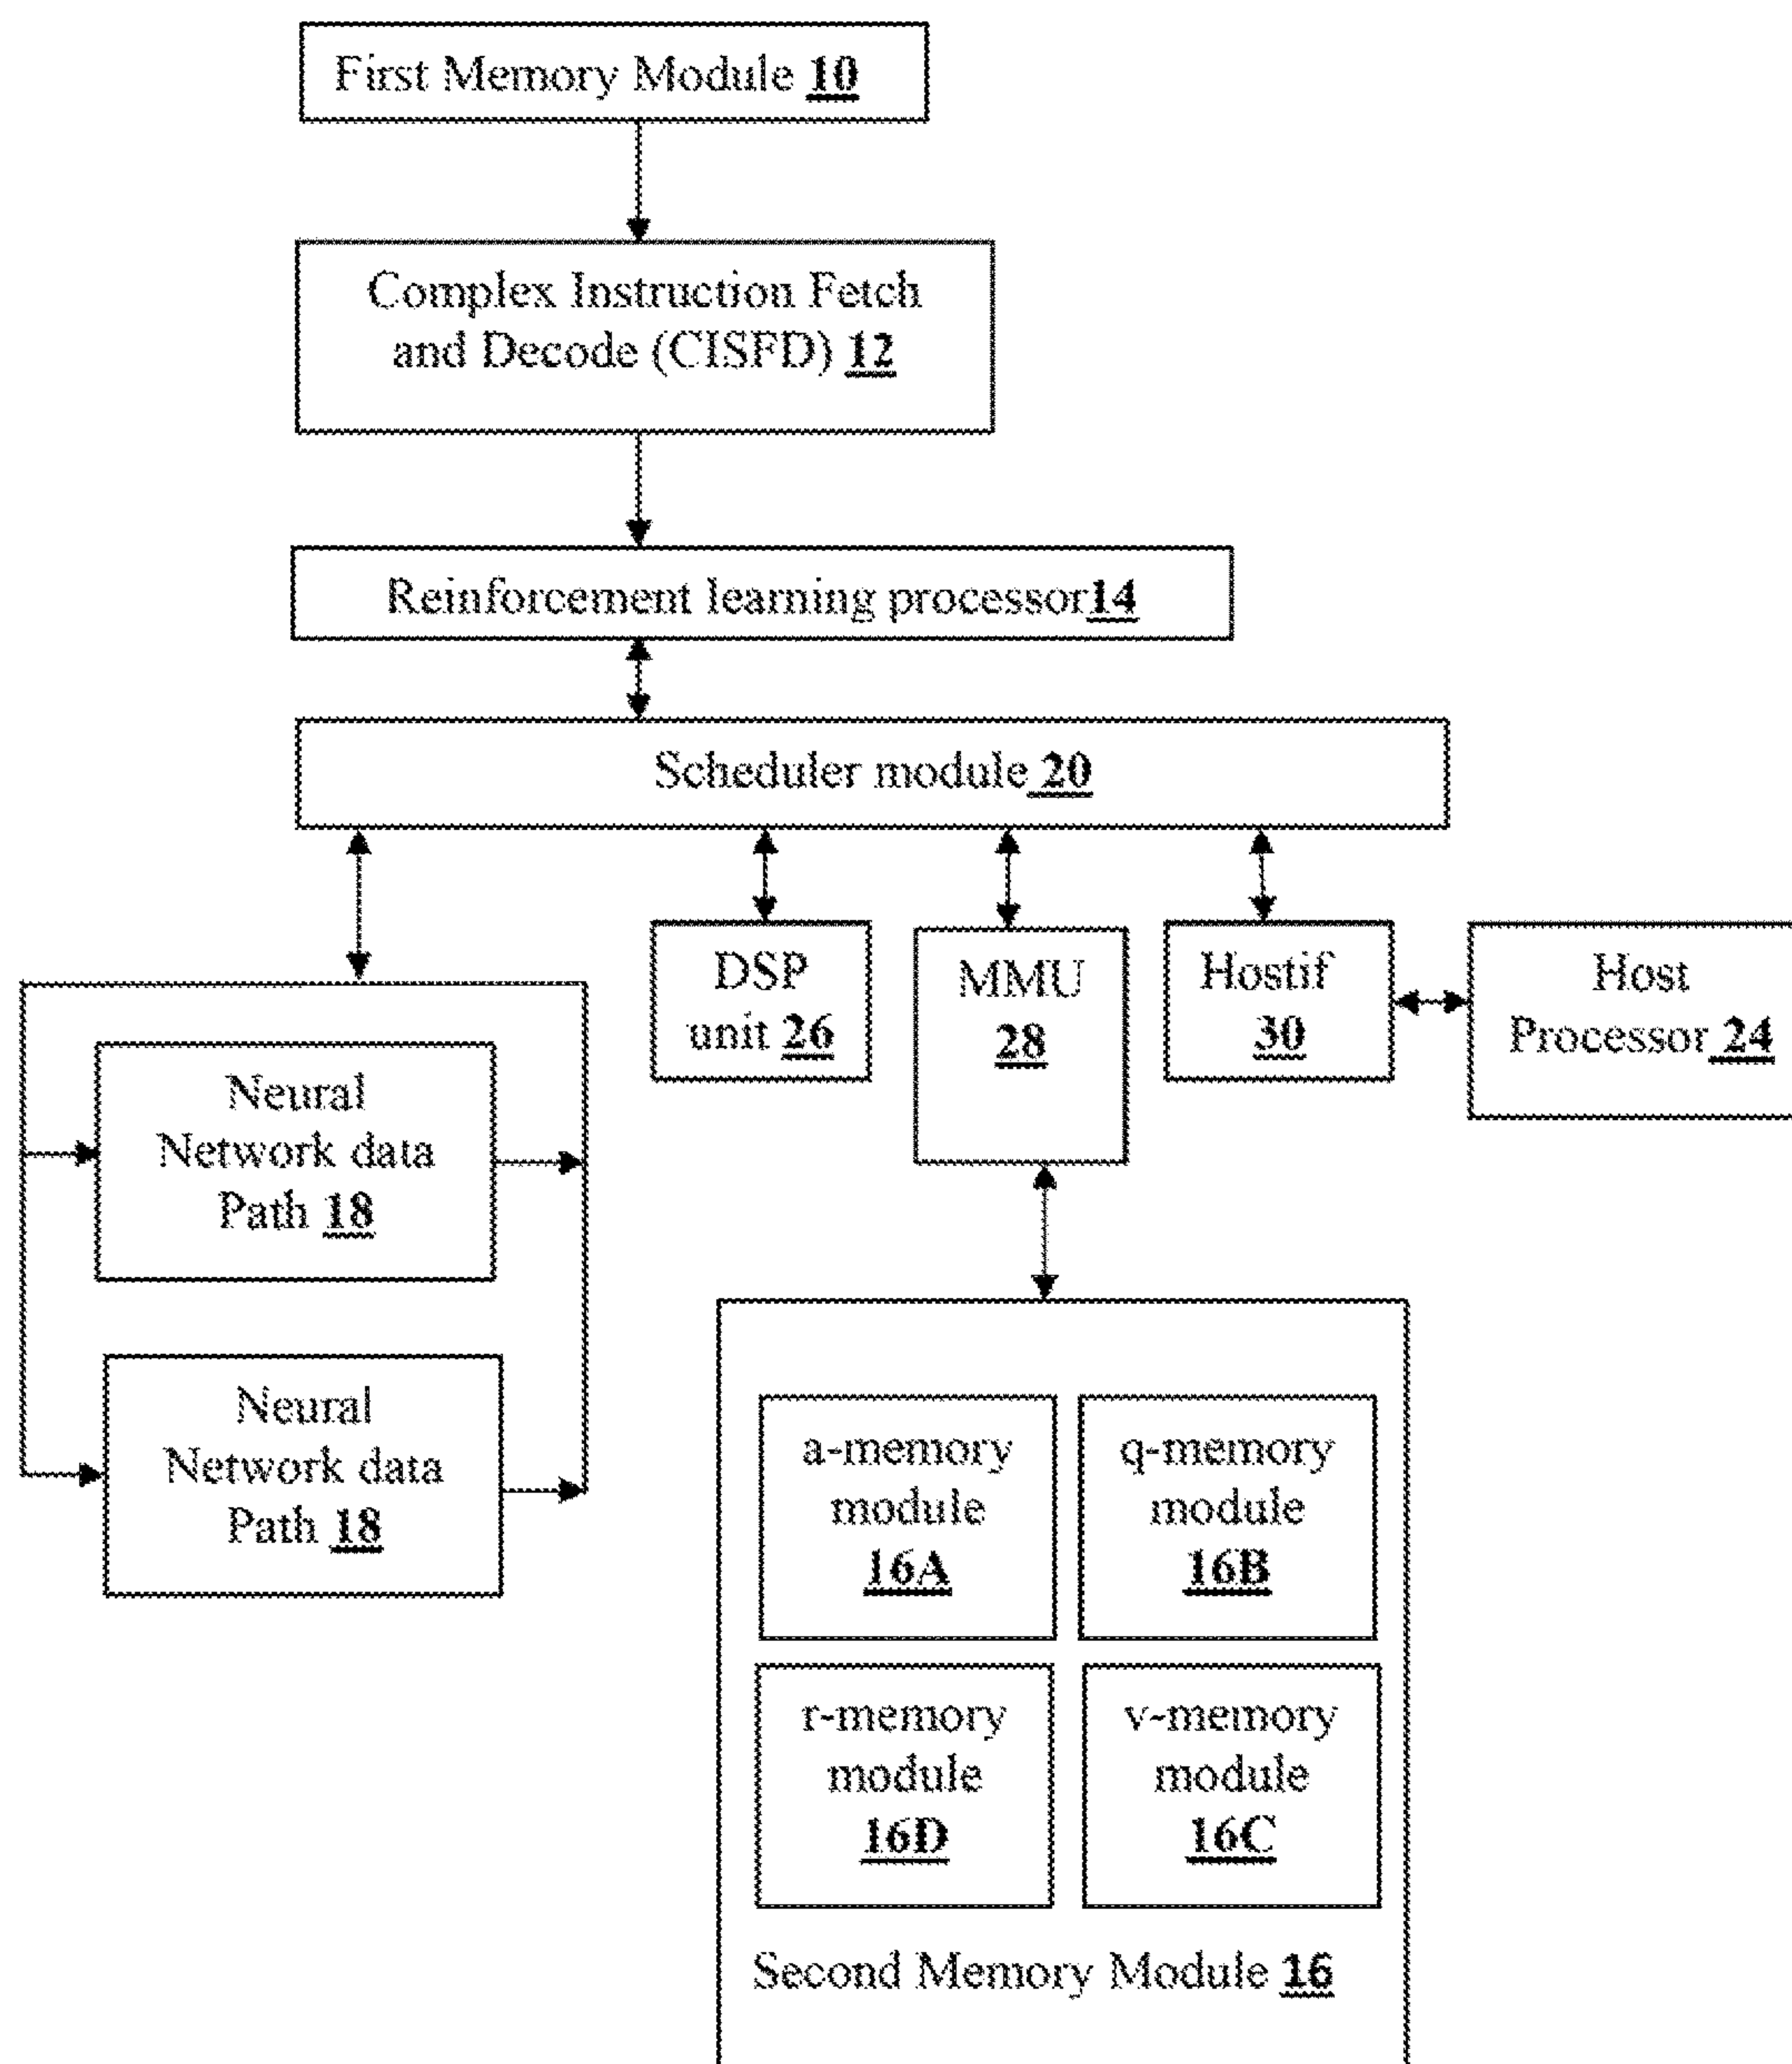 First Memory Module 10
Complex Instruction Fetch
and Decode (CISFD) 12
Reinforcement learning processor14
Scheduler module 20
DSP
unit 26
MMU
28
Hostif
30
Host
Processor 24
Neural
Network data
Path 18
Neural
Network data
Path 18
a-memory
module
16A
q-memory
module
16B
r-memory
module
16D
v-memory
module
16C
Second Memory Module 16